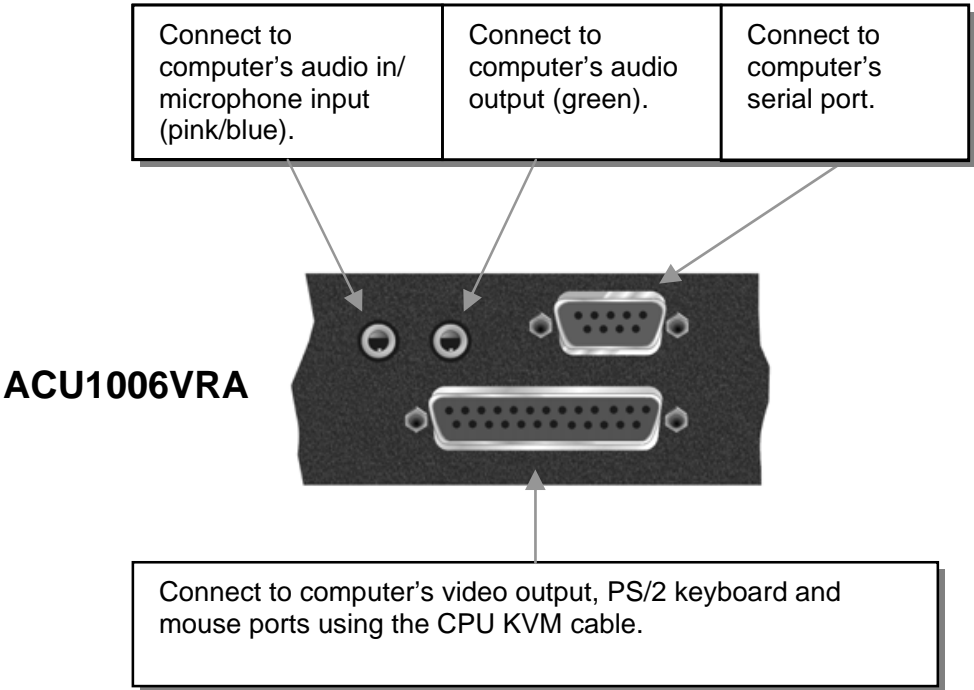 Connect to
computer's audio in/
microphone input
(pink/blue).
Connect to
computer's audio
output (green).
Connect to
computer's
serial port.
ACU1006VRA
Connect to computer's video output, PS/2 keyboard and
mouse ports using the CPU KVM cable.